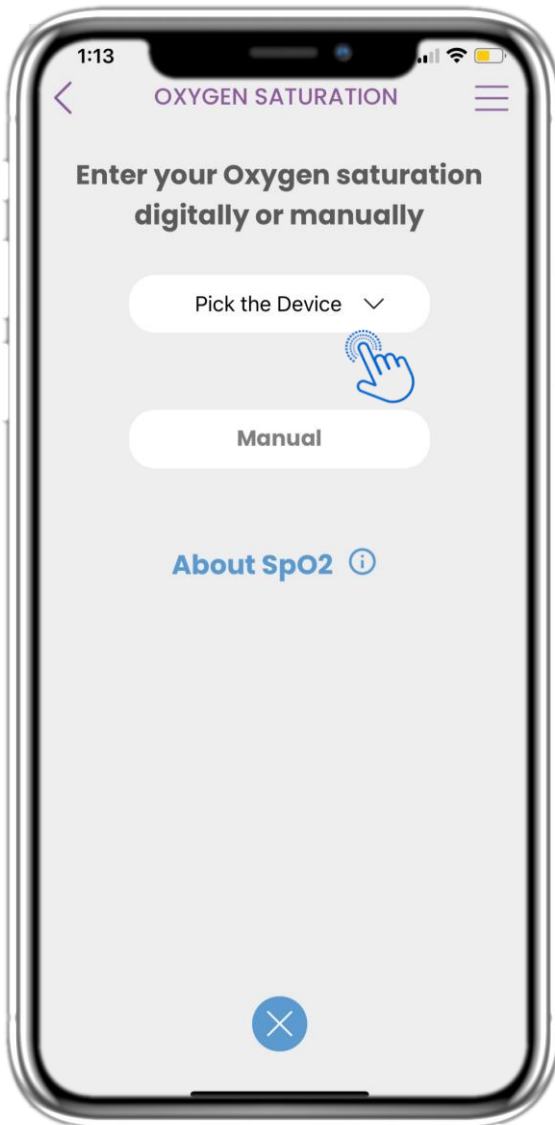 1:13
OXYGEN SATURATION
Enter your Oxygen saturation
digitally or manually
Pick the Device
Manual
About SpO2